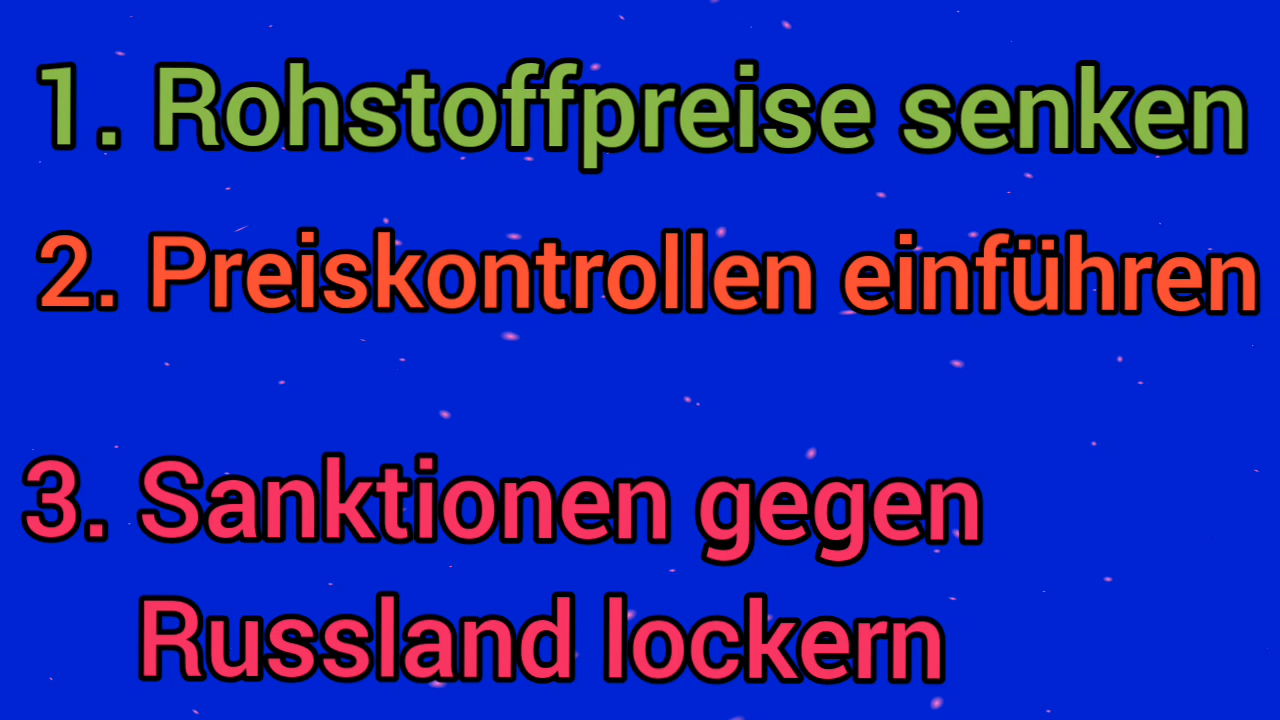 1. Rohstoffpreise senken
2. Preiskontrollen einführen
3. Sanktionen gegen
Russland lockern